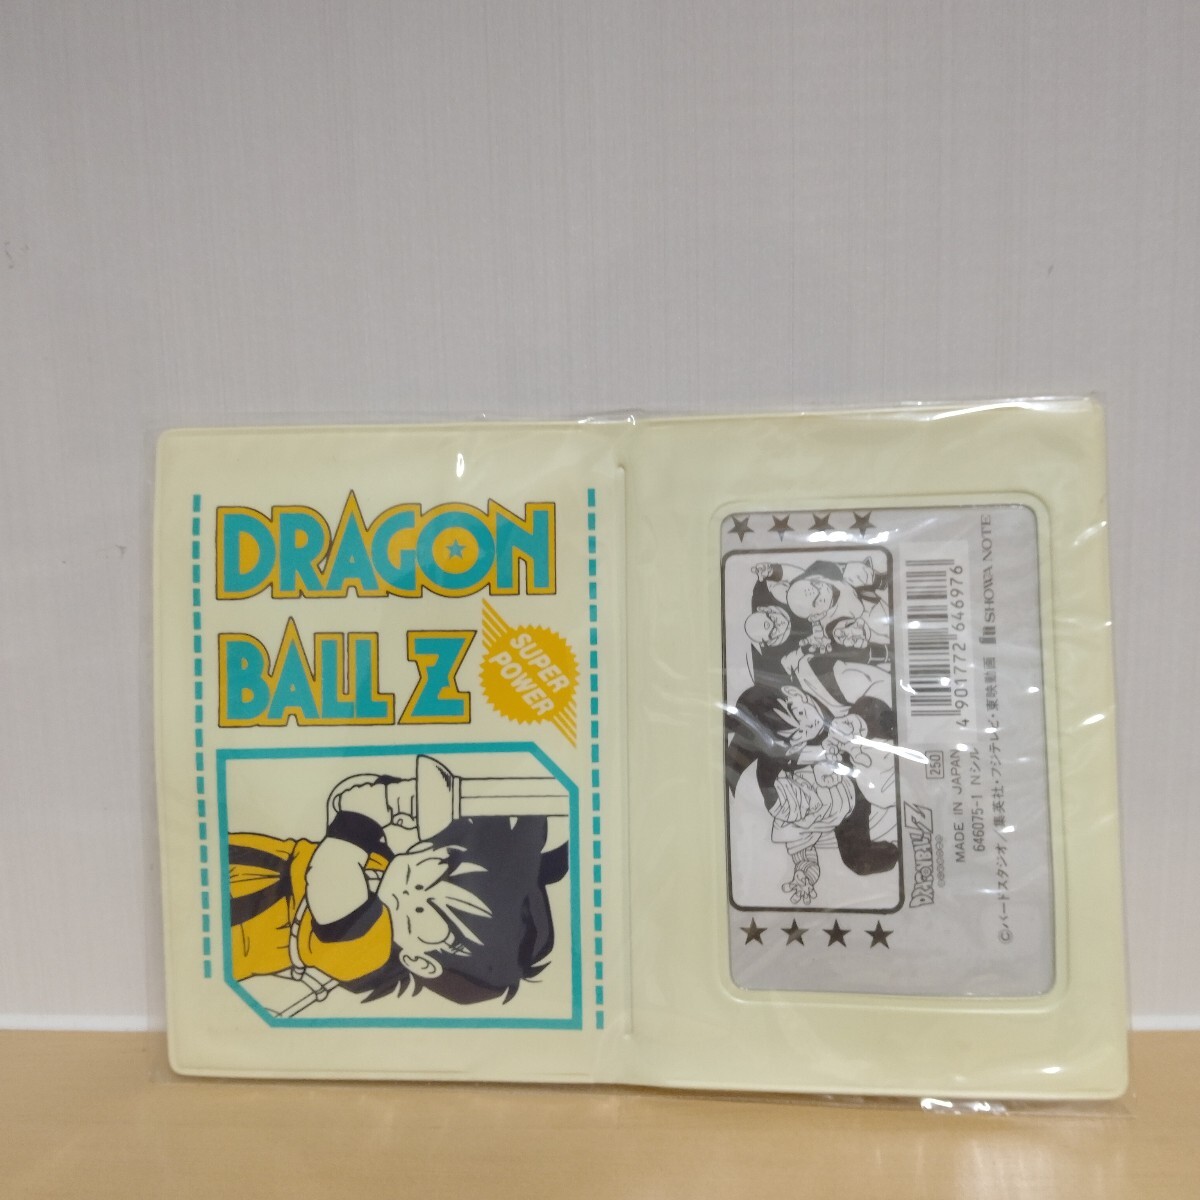 DRAGON
BALL Z
SUPER
POWER
DRAGON BALL Z
250
4 901772 646976
MADE IN JAPAN
646075-1 Nシル
©バードスタジオ/集英社・フジテレビ・東映動画
SHOWA NOTE